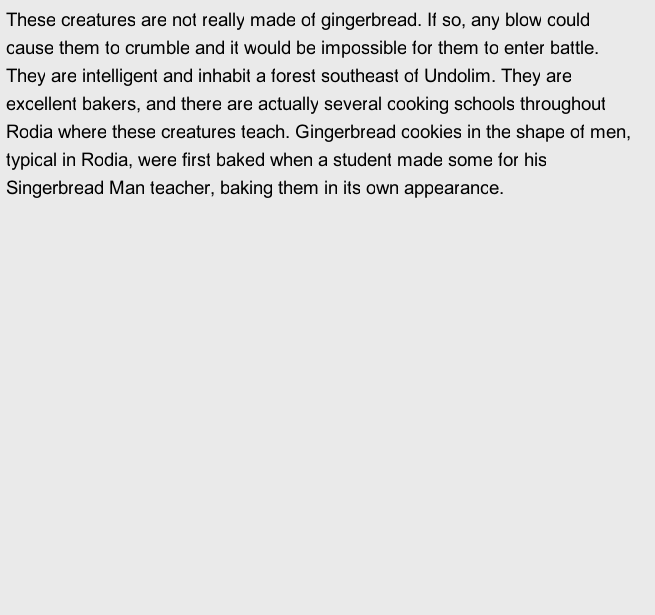 These creatures are not really made of gingerbread. If so, any blow could
cause them to crumble and it would be impossible for them to enter battle.
They are intelligent and inhabit a forest southeast of Undolim. They are
excellent bakers, and there are actually several cooking schools throughout
Rodia where these creatures teach. Gingerbread cookies in the shape of men,
typical in Rodia, were first baked when a student made some for his
Singerbread Man teacher, baking them in its own appearance.